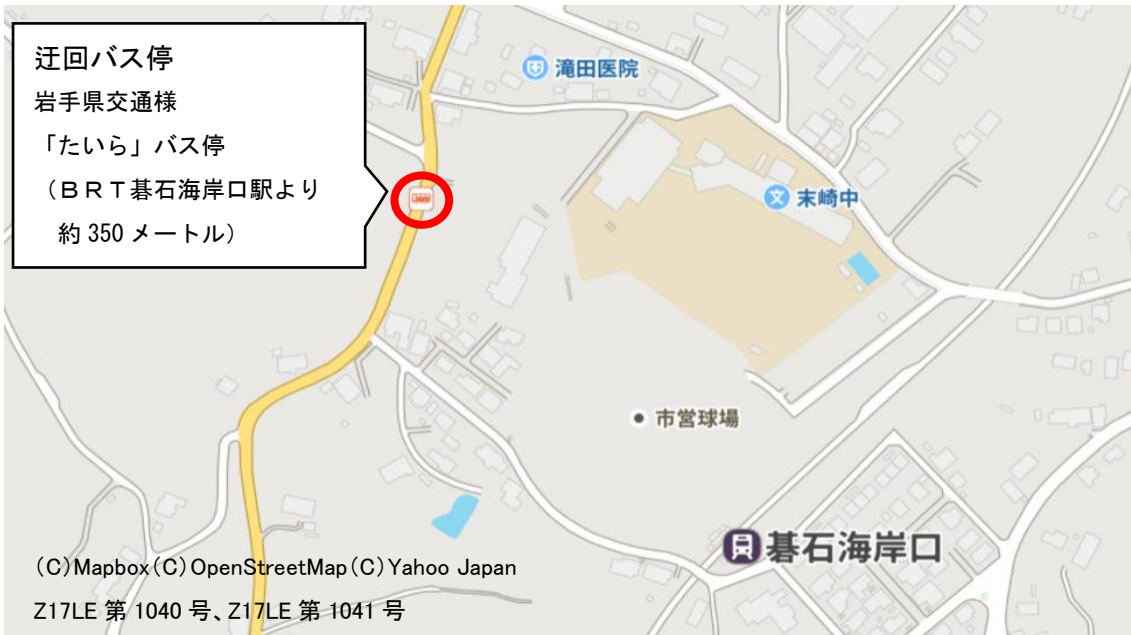 迂回バス停
岩手県交通様
「たいら」バス停
（ＢＲＴ碁石海岸口駅より
約 350 メートル）
滝田医院
末崎中
市営球場
碁石海岸口
(C)Mapbox(C)OpenStreetMap(C)Yahoo Japan
Z17LE 第 1040 号、Z17LE 第 1041 号